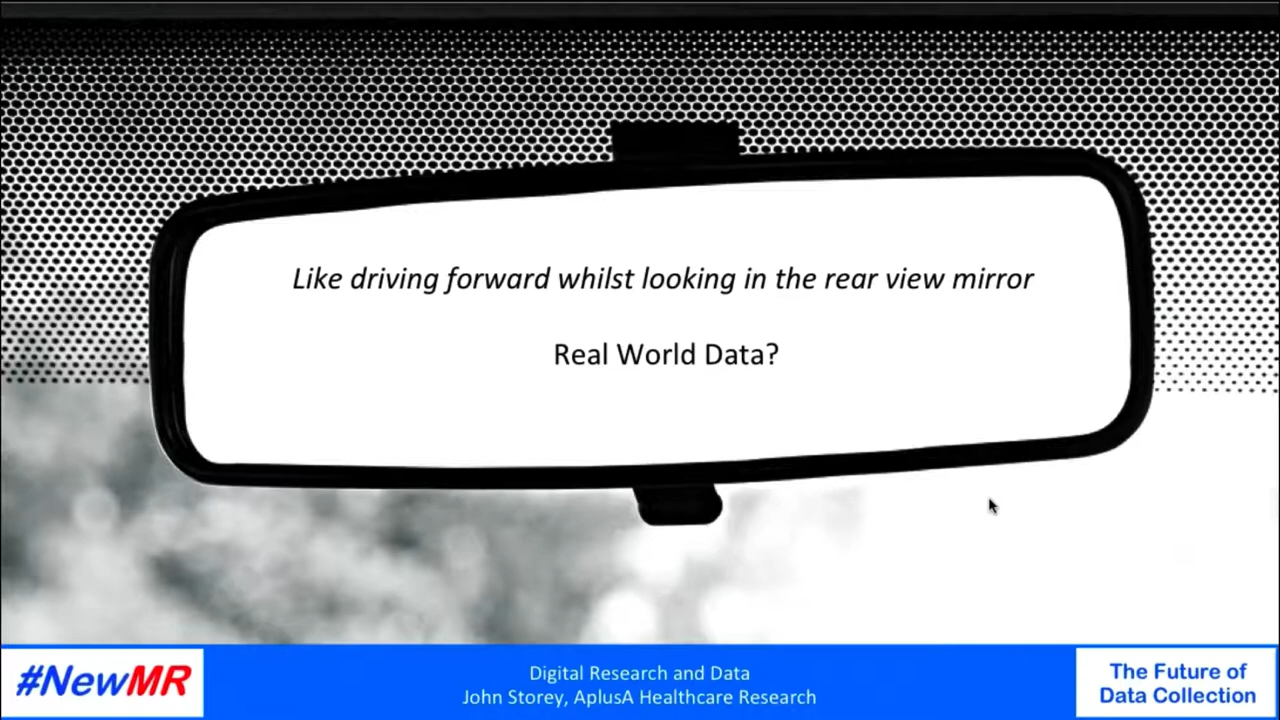 Like driving forward whilst looking in the rear view mirror
Real World Data?
#NewMR
Digital Research and Data
John Storey, AplusA Healthcare Research
The Future of
Data Collection